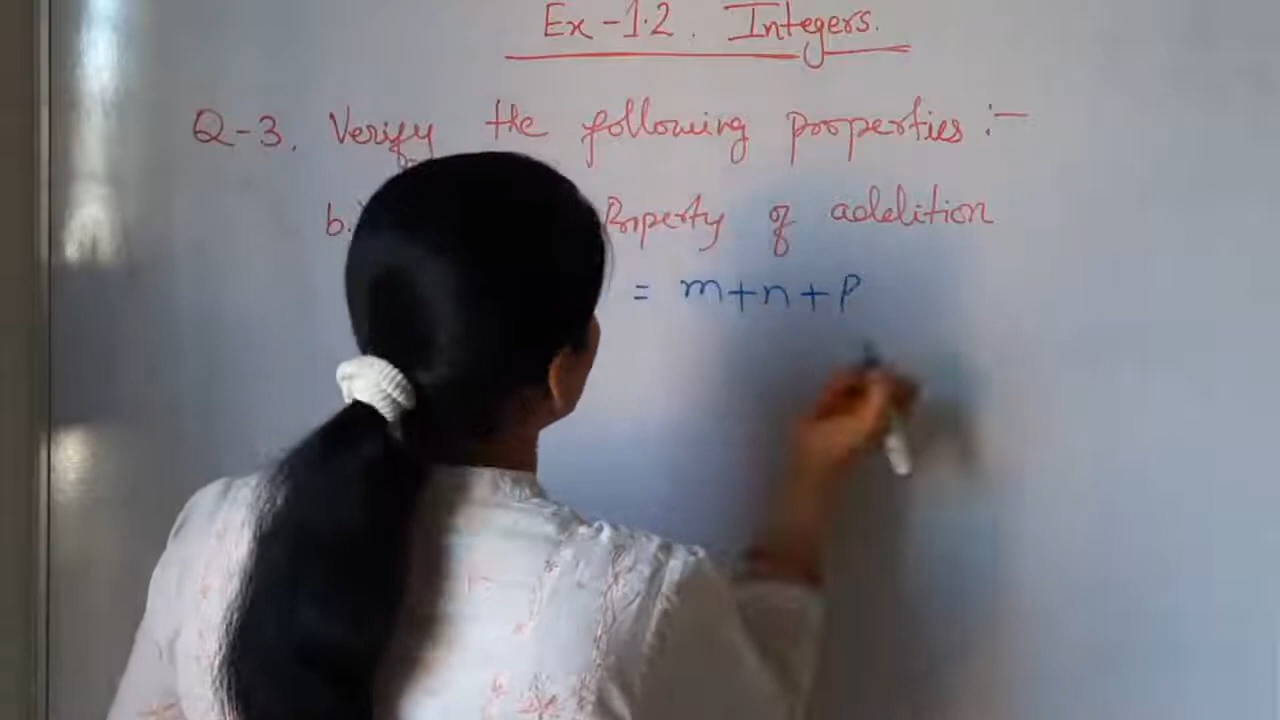 Ex-1.2. Integers.
Q-3. Verify the following properties :-
b. Property of addition
= m+n+p